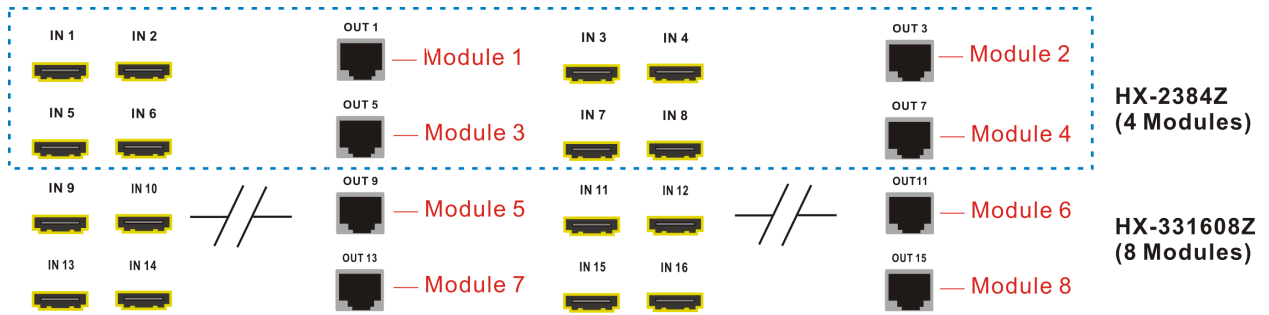 IN 1 IN 2 OUT 1 Module 1 IN 3 IN 4 OUT 3 Module 2
IN 5 IN 6 OUT 5 Module 3 IN 7 IN 8 OUT 7 Module 4
HX-2384Z
(4 Modules)
IN 9 IN 10 OUT 9 Module 5 IN 11 IN 12 OUT11 Module 6
IN 13 IN 14 OUT 13 Module 7 IN 15 IN 16 OUT 15 Module 8
HX-331608Z
(8 Modules)